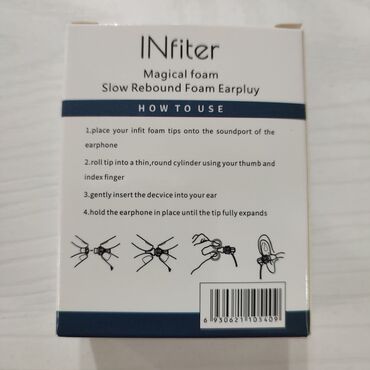 INfiter
Magical foam
Slow Rebound Foam Earpluy
HOW TO USE
1.place your infit foam tips onto the soundport of the
earphone
2.roll tip into a thin,round cylinder using your thumb and
index finger
3.gently insert the decvice into your ear
4.hold the earphone in place until the tip fully expands
6 930621 105409